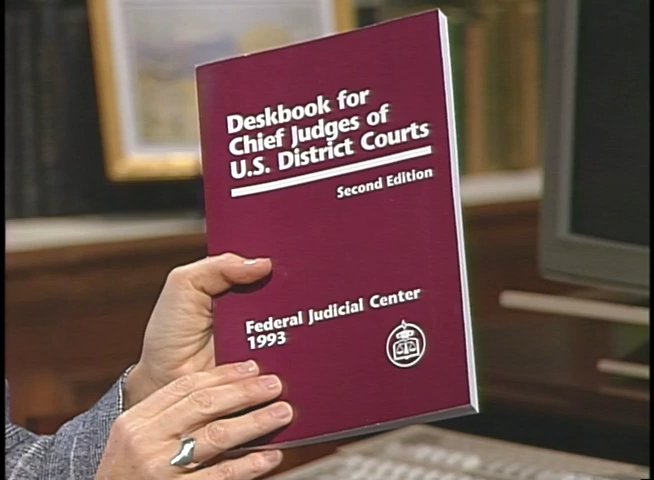 Deskbook for
Chief Judges of
U.S. District Courts
Second Edition
Federal Judicial Center
1993